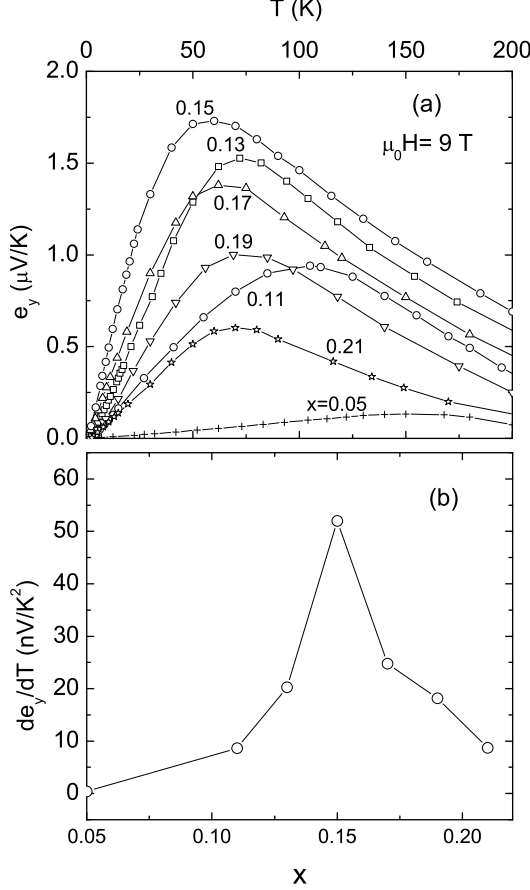 T (K)
0 50 100 150 200
2.0
(a)
0.15
μ₀H= 9 T
1.5
0.13
0.17
1.0
0.19
e_y (μV/K)
0.11
0.5
0.21
x=0.05
0.0
60
(b)
50
40
de_y/dT (nV/K²)
30
20
10
0
0.05 0.10 0.15 0.20
x